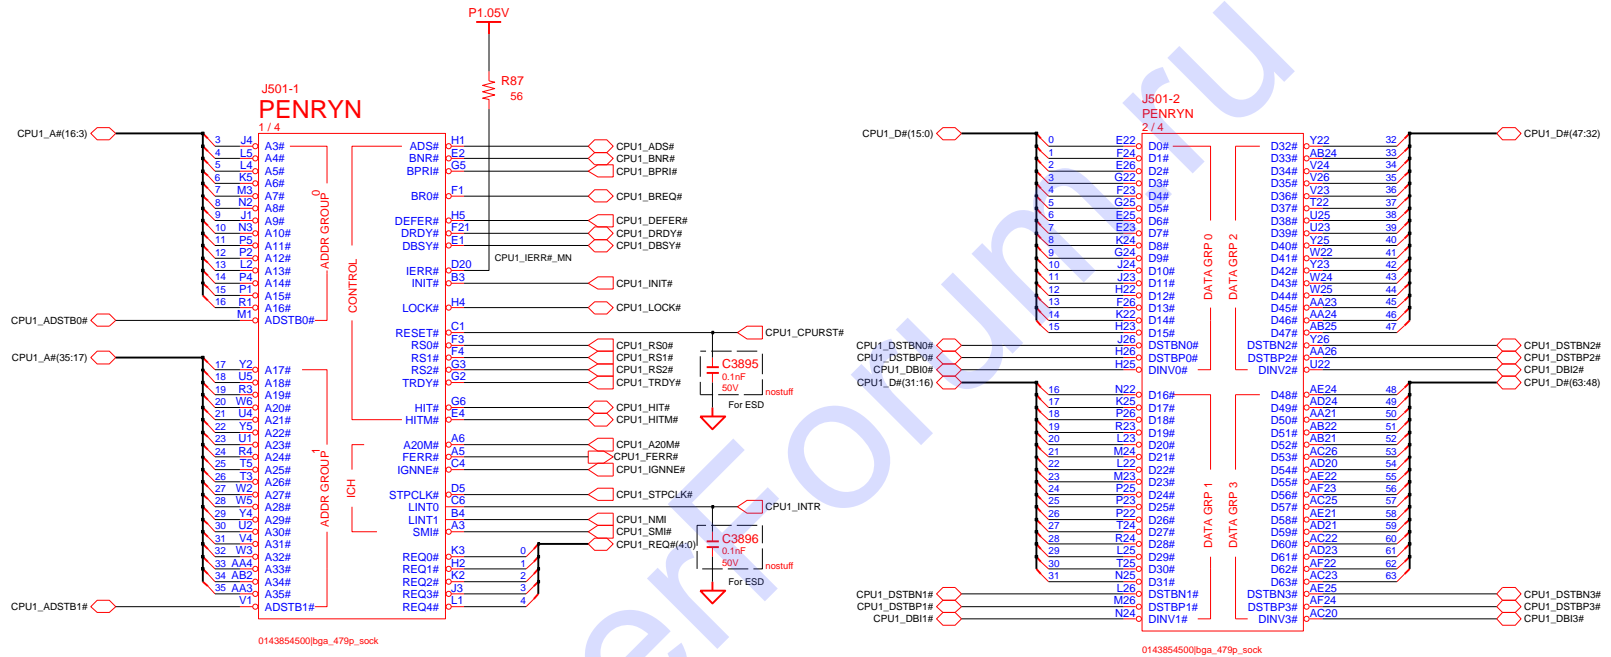 P1.05V
R87
56
J501-1
PENRYN
1 / 4
CPU1_A#(16:3)
3 J4 A3#
4 L5 A4#
5 L4 A5#
6 K5 A6#
7 M3 A7#
8 N2 A8#
9 J1 A9#
10 N3 A10#
11 P5 A11#
12 P2 A12#
13 L2 A13#
14 P4 A14#
15 P1 A15#
16 R1 A16#
CPU1_ADSTB0# M1 ADSTB0#
ADDR GROUP 0
CPU1_A#(35:17)
17 Y2 A17#
18 U5 A18#
19 R3 A19#
20 W6 A20#
21 U4 A21#
22 Y5 A22#
23 U1 A23#
24 R4 A24#
25 T5 A25#
26 T3 A26#
27 W2 A27#
28 W5 A28#
29 Y4 A29#
30 U2 A30#
31 V4 A31#
32 W3 A32#
33 AA4 A33#
34 AB2 A34#
35 AA3 A35#
CPU1_ADSTB1# V1 ADSTB1#
ADDR GROUP 1
CONTROL
ICH
ADS# H1 CPU1_ADS#
BNR# E2 CPU1_BNR#
BPRI# G5 CPU1_BPRI#
BR0# F1 CPU1_BREQ#
DEFER# H5 CPU1_DEFER#
DRDY# F21 CPU1_DRDY#
DBSY# E1 CPU1_DBSY#
CPU1_IERR#_MN
IERR# D20
INIT# B3 CPU1_INIT#
LOCK# H4 CPU1_LOCK#
RESET# C1 CPU1_CPURST#
RS0# F3 CPU1_RS0#
RS1# F4 CPU1_RS1#
RS2# G3 CPU1_RS2#
TRDY# G2 CPU1_TRDY#
C3895
0.1nF
50V
nostuff
For ESD
HIT# G6 CPU1_HIT#
HITM# E4 CPU1_HITM#
A20M# A6 CPU1_A20M#
FERR# A5 CPU1_FERR#
IGNNE# C4 CPU1_IGNNE#
STPCLK# D5 CPU1_STPCLK#
LINT0 C6 CPU1_INTR
LINT1 B4 CPU1_NMI
SMI# A3 CPU1_SMI#
CPU1_REQ#(4:0)
C3896
0.1nF
50V
nostuff
For ESD
REQ0# K3 0
REQ1# H2 1
REQ2# K2 2
REQ3# J3 3
REQ4# L1 4
0143854500|bga_479p_sock
J501-2
PENRYN
2 / 4
CPU1_D#(15:0)
0 E22 D0#
1 F24 D1#
2 E26 D2#
3 G22 D3#
4 F23 D4#
5 G25 D5#
6 E25 D6#
7 E23 D7#
8 K24 D8#
9 G24 D9#
10 J24 D10#
11 J23 D11#
12 H22 D12#
13 F26 D13#
14 K22 D14#
15 H23 D15#
CPU1_DSTBN0# J26 DSTBN0#
CPU1_DSTBP0# H26 DSTBP0#
CPU1_DBI0# H25 DINV0#
DATA GRP 0
CPU1_D#(31:16)
16 N22 D16#
17 K25 D17#
18 P26 D18#
19 R23 D19#
20 L23 D20#
21 M24 D21#
22 L22 D22#
23 M23 D23#
24 P25 D24#
25 P23 D25#
26 P22 D26#
27 T24 D27#
28 R24 D28#
29 L25 D29#
30 T25 D30#
31 N25 D31#
CPU1_DSTBN1# L26 DSTBN1#
CPU1_DSTBP1# M26 DSTBP1#
CPU1_DBI1# N24 DINV1#
DATA GRP 1
DATA GRP 2
CPU1_D#(47:32)
D32# Y22 32
D33# AB24 33
D34# V24 34
D35# V26 35
D36# V23 36
D37# T22 37
D38# U25 38
D39# U23 39
D40# Y25 40
D41# W22 41
D42# Y23 42
D43# W24 43
D44# W25 44
D45# AA23 45
D46# AA24 46
D47# AB25 47
DSTBN2# Y26 CPU1_DSTBN2#
DSTBP2# AA26 CPU1_DSTBP2#
DINV2# U22 CPU1_DBI2#
DATA GRP 3
CPU1_D#(63:48)
D48# AE24 48
D49# AD24 49
D50# AA21 50
D51# AB22 51
D52# AB21 52
D53# AC26 53
D54# AD20 54
D55# AE22 55
D56# AF23 56
D57# AC25 57
D58# AE21 58
D59# AD21 59
D60# AC22 60
D61# AD23 61
D62# AF22 62
D63# AC23 63
DSTBN3# AE25 CPU1_DSTBN3#
DSTBP3# AF24 CPU1_DSTBP3#
DINV3# AC20 CPU1_DBI3#
0143854500|bga_479p_sock
erForum.ru